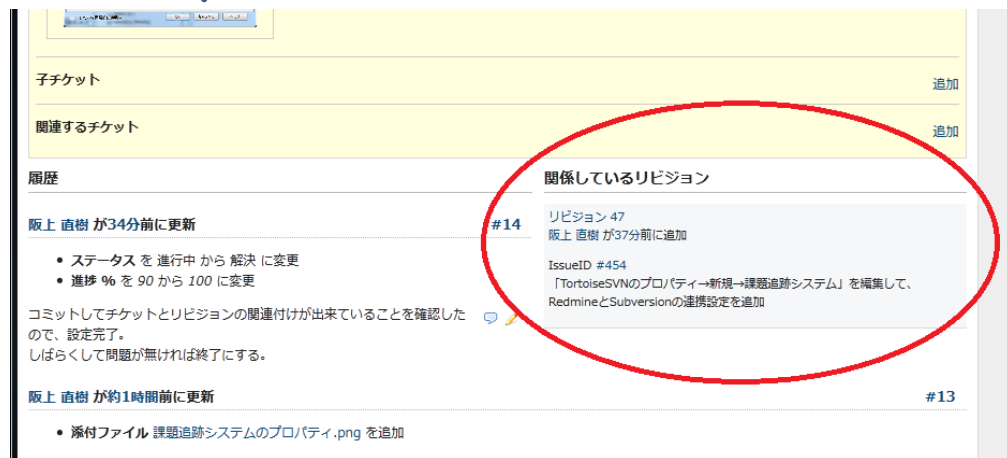 子チケット
追加
関連するチケット
追加
履歴
阪上 直樹 が34分前に更新
#14
• ステータス を 進行中 から 解決 に変更
• 進捗 % を 90 から 100 に変更
コミットしてチケットとリビジョンの関連付けが出来ていることを確認した
ので、設定完了。
しばらくして問題が無ければ終了にする。
阪上 直樹 が約1時間前に更新
#13
• 添付ファイル 課題追跡システムのプロパティ.png を追加
関係しているリビジョン
リビジョン 47
阪上 直樹 が37分前に追加
IssueID #454
「TortoiseSVNのプロパティ→新規→課題追跡システム」を編集して、
RedmineとSubversionの連携設定を追加